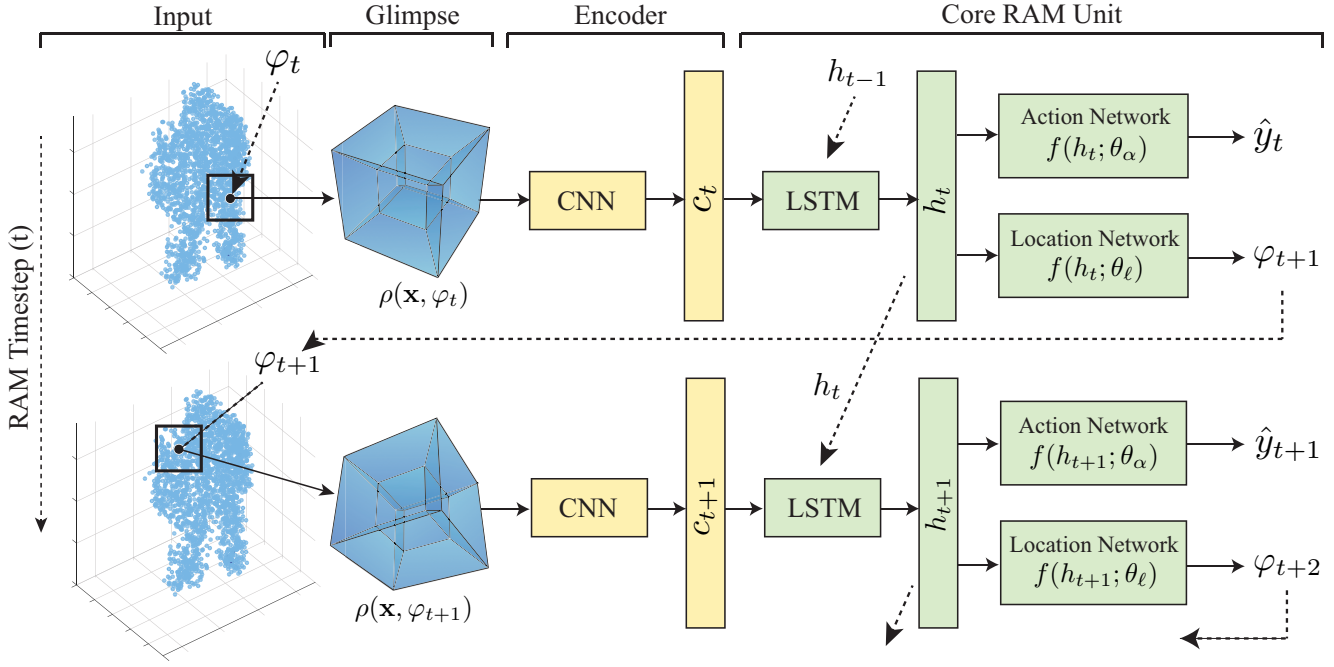 Input
Glimpse
Encoder
Core RAM Unit
RAM Timestep (t)
φ_t
ρ(x, φ_t)
CNN
c_t
h_{t−1}
LSTM
h_t
Action Network
f(h_t; θ_α)
ŷ_t
Location Network
f(h_t; θ_ℓ)
φ_{t+1}
φ_{t+1}
ρ(x, φ_{t+1})
CNN
c_{t+1}
h_t
LSTM
h_{t+1}
Action Network
f(h_{t+1}; θ_α)
ŷ_{t+1}
Location Network
f(h_{t+1}; θ_ℓ)
φ_{t+2}